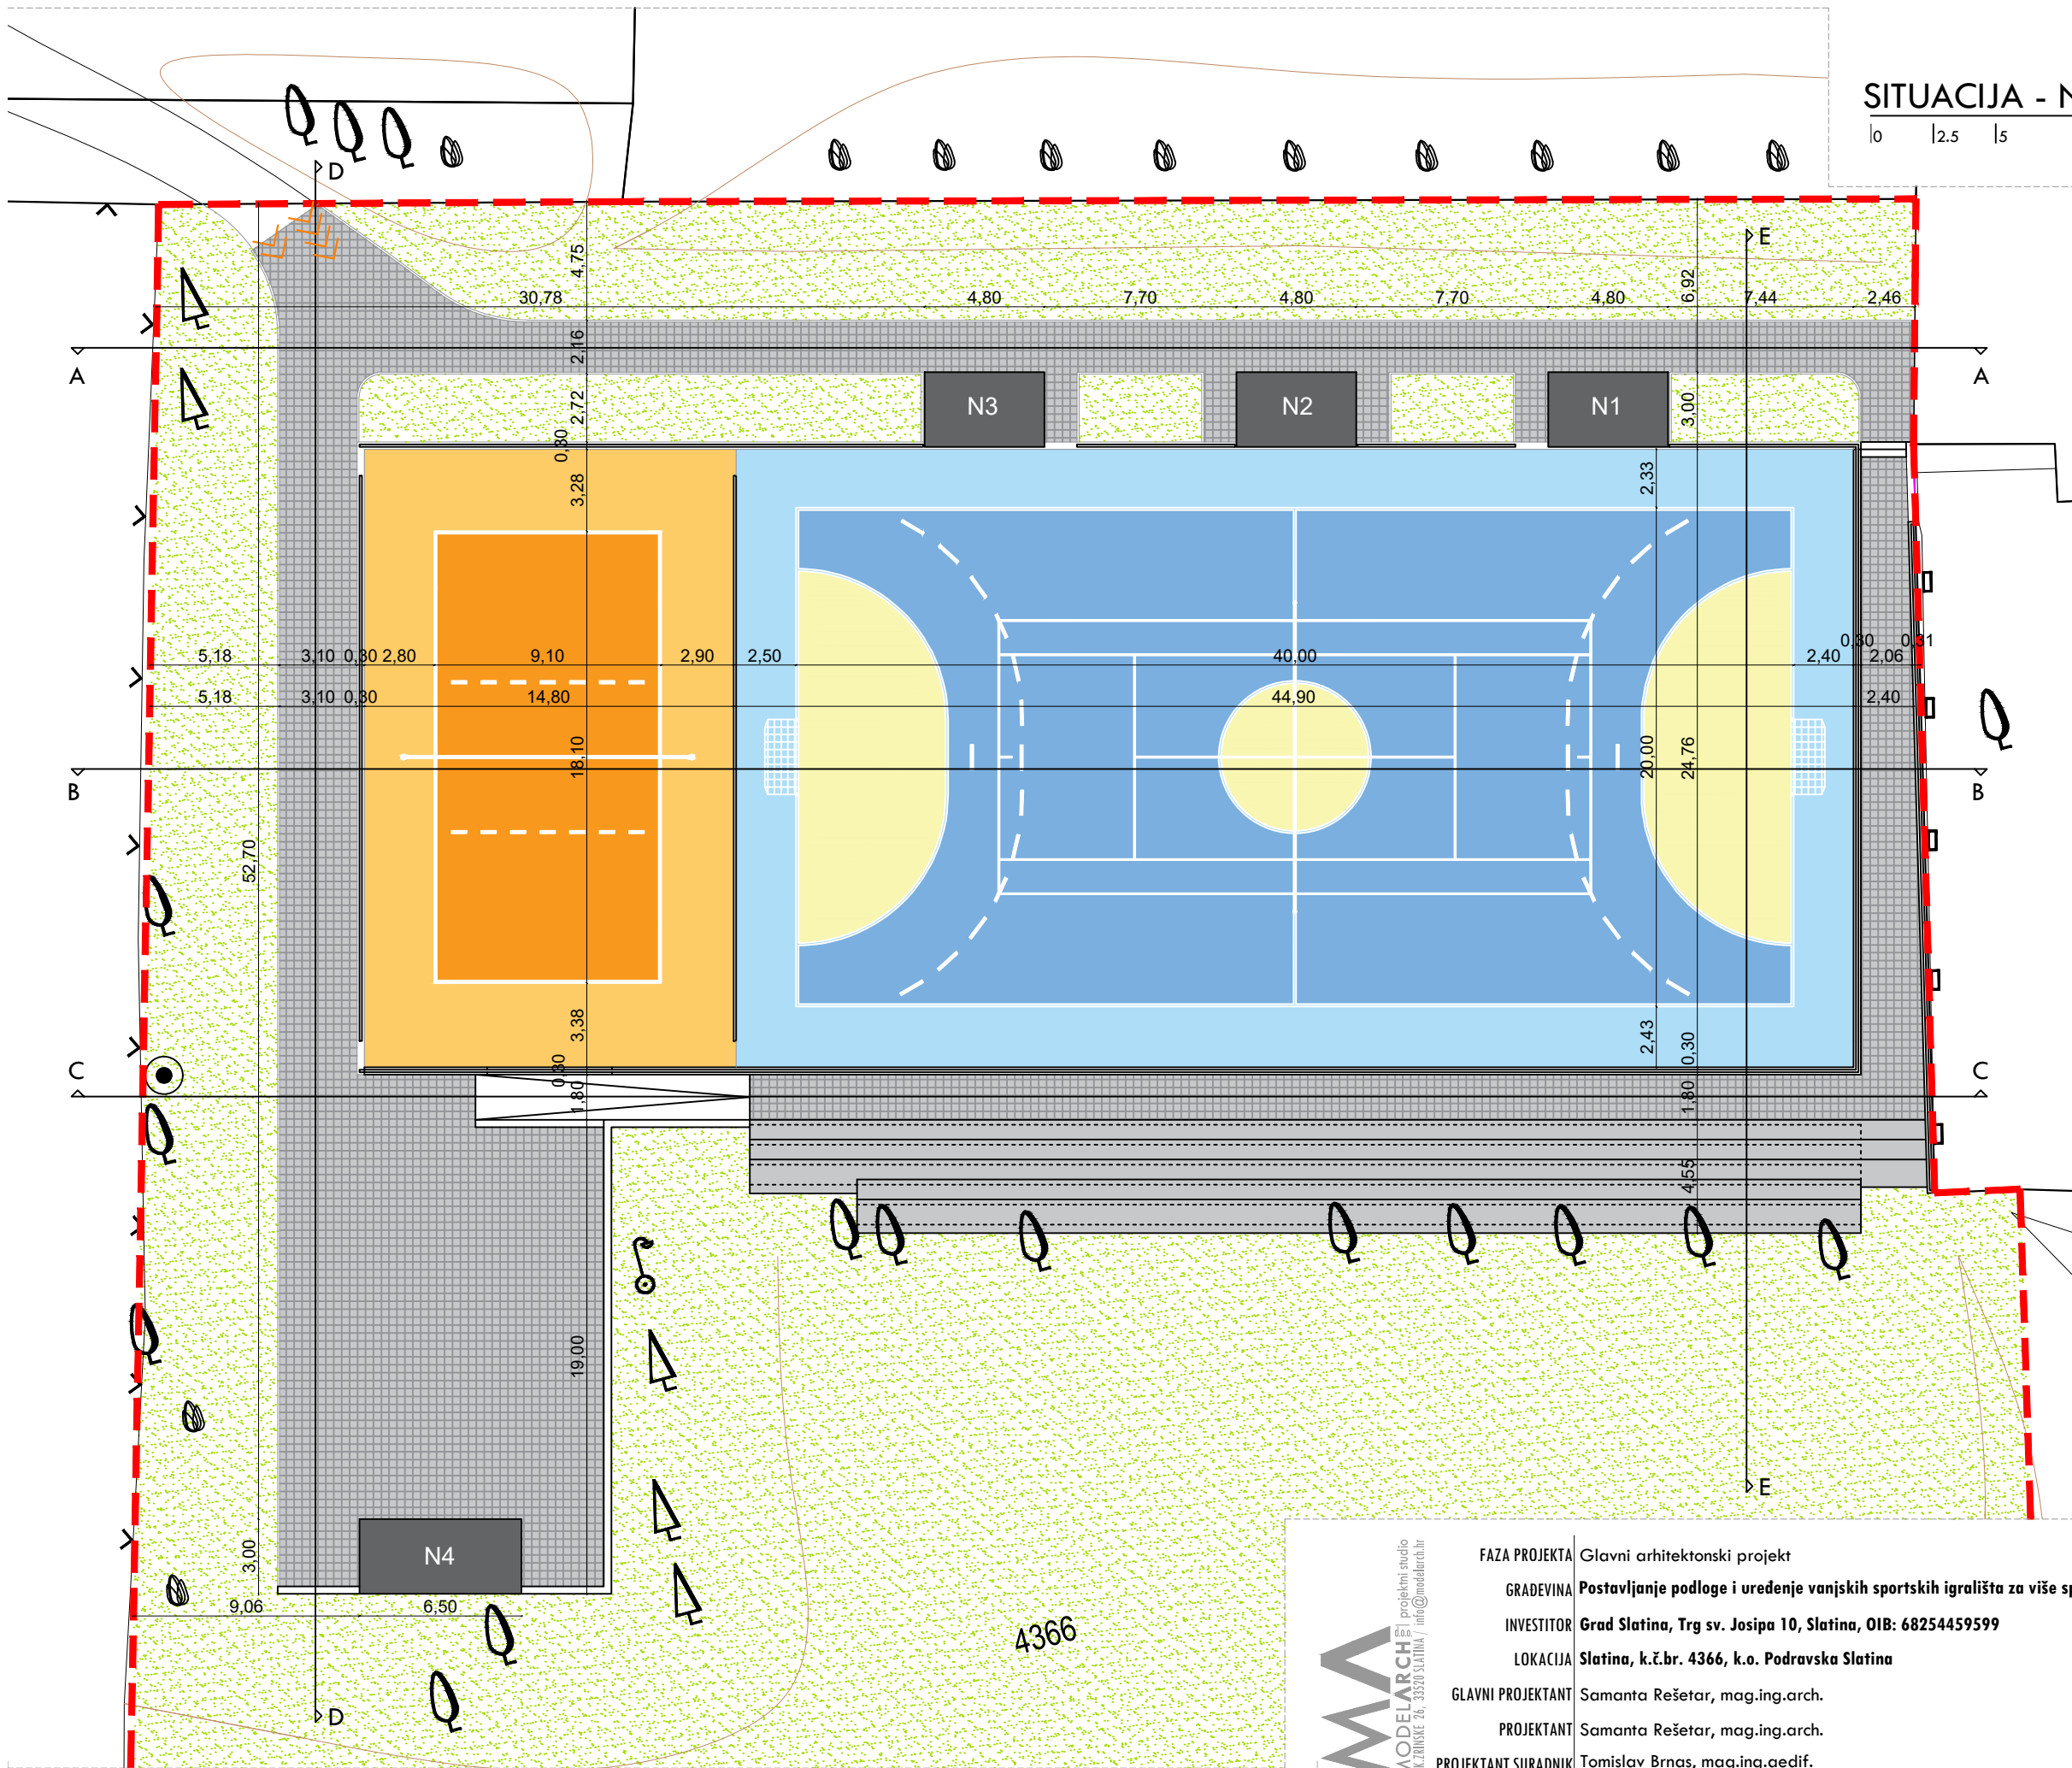 SITUACIJA - N
0 2.5 5
D
E
4,75
6,92
30,78 4,80 7,70 4,80 7,70 4,80 7,44 2,46
2,16
A A
2,72
3,00
N3 N2 N1
0,30
3,28
2,33
0,30 0,31
5,18 3,10 0,30 2,80 9,10 2,90 2,50 40,00 2,40 2,06
5,18 3,10 0,30 14,80 44,90 2,40
18,10
20,00
24,76
B B
52,70
3,38
2,43
0,30
0,30
C C
1,80
1,80
4,55
19,00
E
3,00
N4
9,06 6,50
4366
D
MODELARCH d.o.o. projektni studio
K.ZRINSKE 26, 33520 SLATINA / info@modelarch.hr
FAZA PROJEKTA Glavni arhitektonski projekt
GRAĐEVINA Postavljanje podloge i uređenje vanjskih sportskih igrališta za više sp
INVESTITOR Grad Slatina, Trg sv. Josipa 10, Slatina, OIB: 68254459599
LOKACIJA Slatina, k.č.br. 4366, k.o. Podravska Slatina
GLAVNI PROJEKTANT Samanta Rešetar, mag.ing.arch.
PROJEKTANT Samanta Rešetar, mag.ing.arch.
PROJEKTANT SURADNIK Tomislav Brnas, mag.ing.aedif.